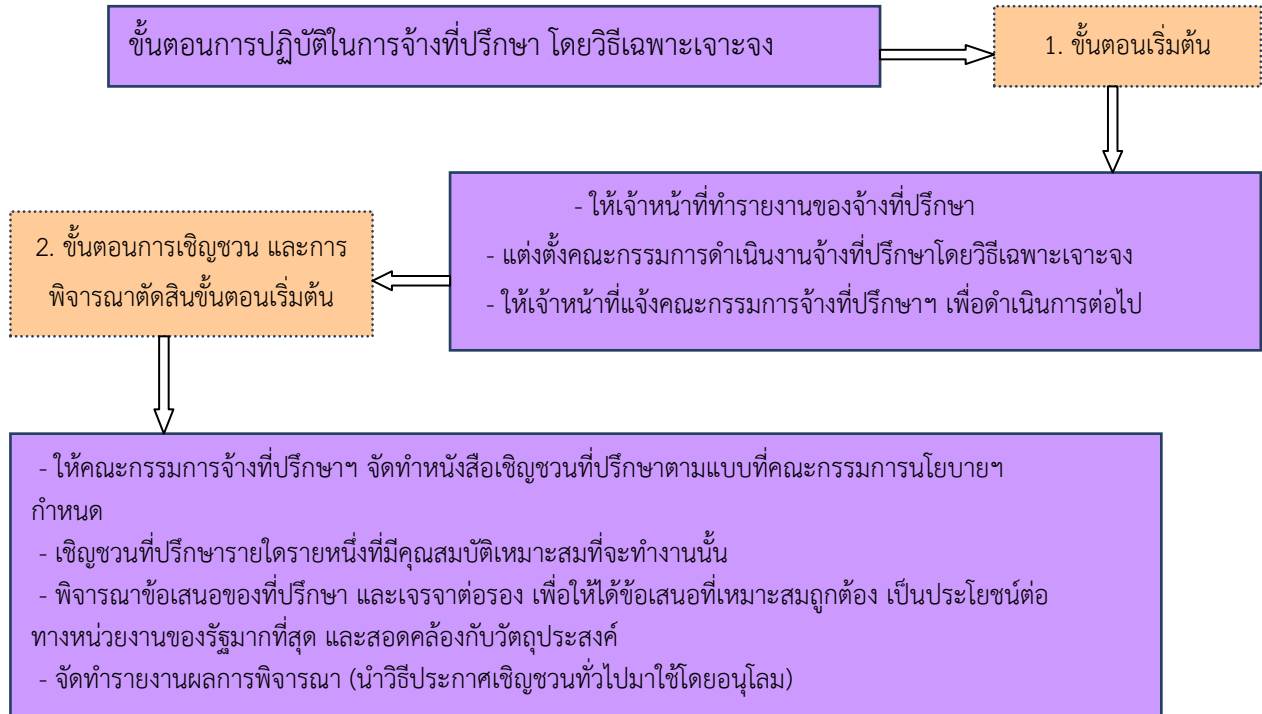 ขั้นตอนการปฏิบัติในการจ้างที่ปรึกษา โดยวิธีเฉพาะเจาะจง
1. ขั้นตอนเริ่มต้น
- ให้เจ้าหน้าที่ทำรายงานของจ้างที่ปรึกษา
- แต่งตั้งคณะกรรมการดำเนินงานจ้างที่ปรึกษาโดยวิธีเฉพาะเจาะจง
- ให้เจ้าหน้าที่แจ้งคณะกรรมการจ้างที่ปรึกษาฯ เพื่อดำเนินการต่อไป
2. ขั้นตอนการเชิญชวน และการ
พิจารณาตัดสินขั้นตอนเริ่มต้น
- ให้คณะกรรมการจ้างที่ปรึกษาฯ จัดทำหนังสือเชิญชวนที่ปรึกษาตามแบบที่คณะกรรมการนโยบายฯ
กำหนด
- เชิญชวนที่ปรึกษารายใดรายหนึ่งที่มีคุณสมบัติเหมาะสมที่จะทำงานนั้น
- พิจารณาข้อเสนอของที่ปรึกษา และเจรจาต่อรอง เพื่อให้ได้ข้อเสนอที่เหมาะสมถูกต้อง เป็นประโยชน์ต่อ
ทางหน่วยงานของรัฐมากที่สุด และสอดคล้องกับวัตถุประสงค์
- จัดทำรายงานผลการพิจารณา (นำวิธีประกาศเชิญชวนทั่วไปมาใช้โดยอนุโลม)